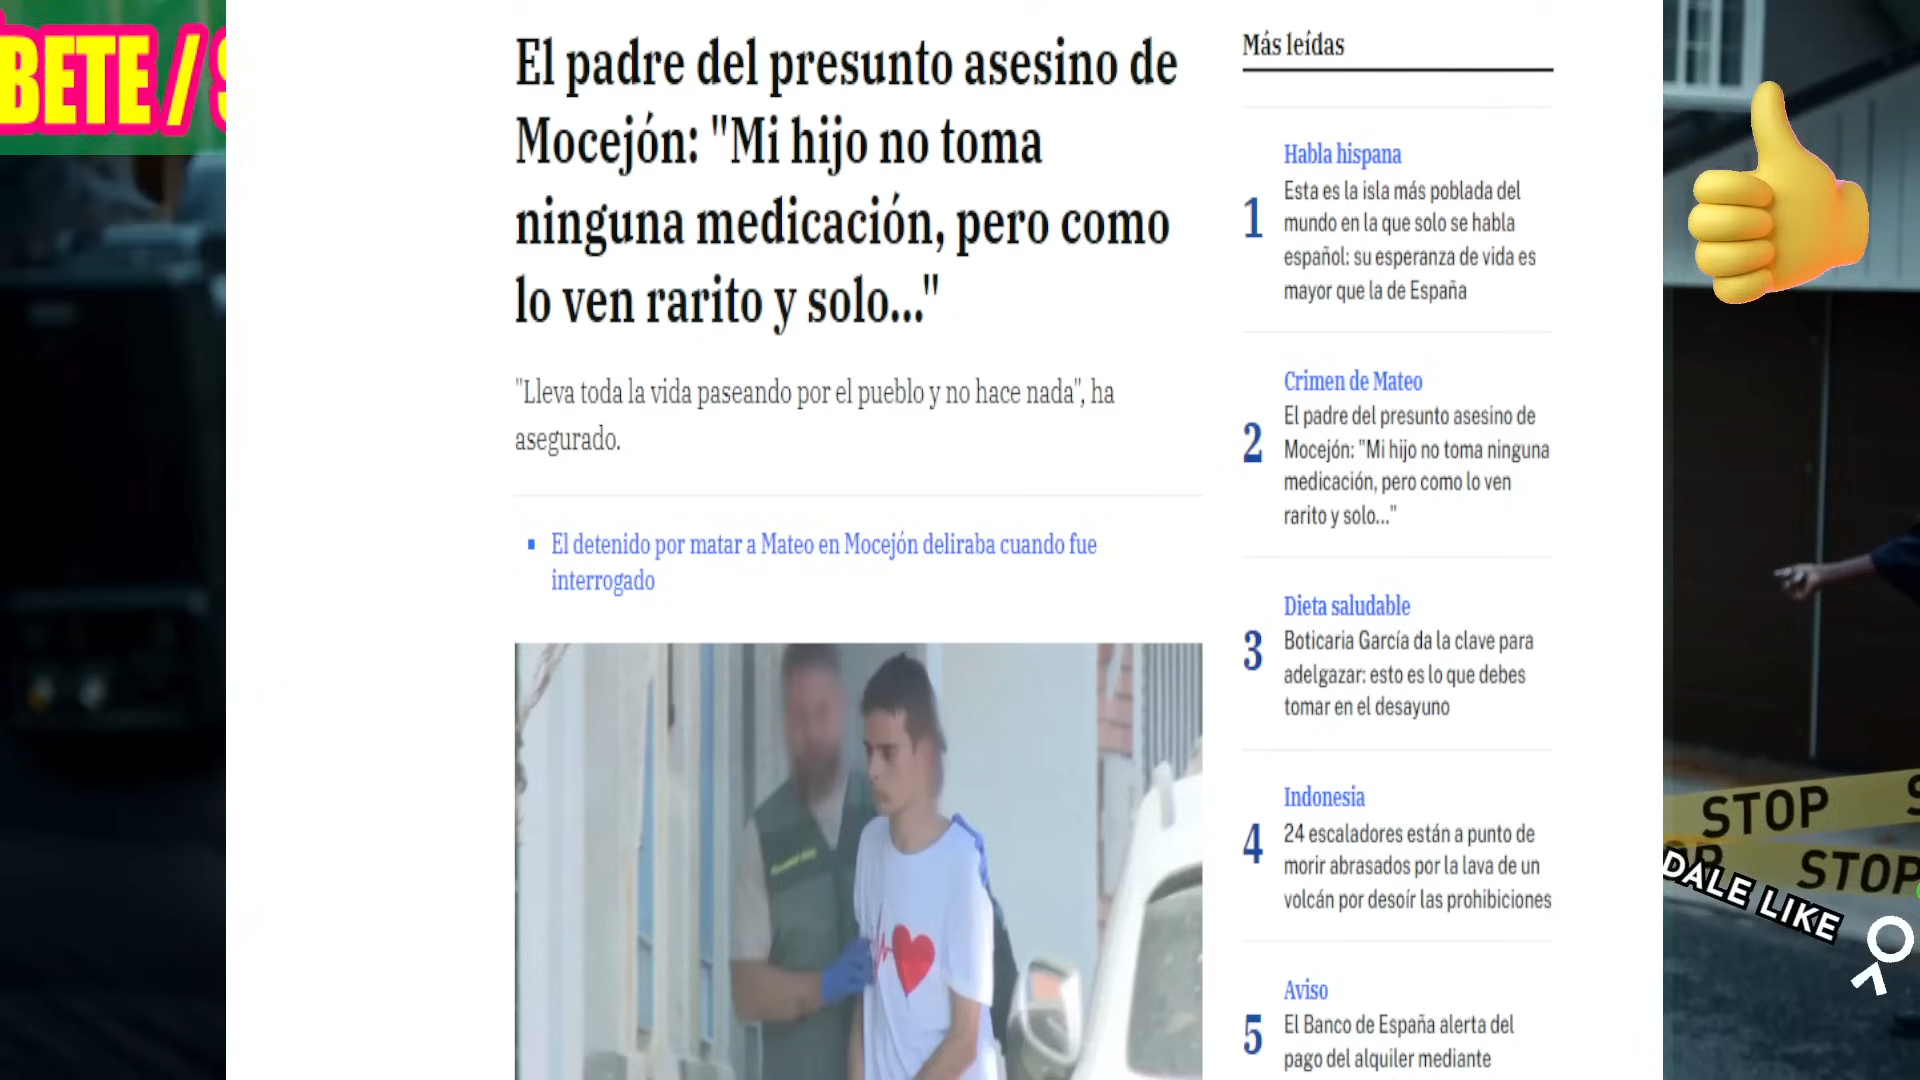 BETE / S
El padre del presunto asesino de
Mocejón: "Mi hijo no toma
ninguna medicación, pero como
lo ven rarito y solo..."
"Lleva toda la vida paseando por el pueblo y no hace nada", ha
asegurado.
El detenido por matar a Mateo en Mocejón deliraba cuando fue
interrogado
Más leídas
1
Habla hispana
Esta es la isla más poblada del
mundo en la que solo se habla
español: su esperanza de vida es
mayor que la de España
2
Crimen de Mateo
El padre del presunto asesino de
Mocejón: "Mi hijo no toma ninguna
medicación, pero como lo ven
rarito y solo..."
3
Dieta saludable
Boticaria García da la clave para
adelgazar: esto es lo que debes
tomar en el desayuno
4
Indonesia
24 escaladores están a punto de
morir abrasados por la lava de un
volcán por desoír las prohibiciones
5
Aviso
El Banco de España alerta del
pago del alquiler mediante
STOP S
OP STOP
DALE LIKE